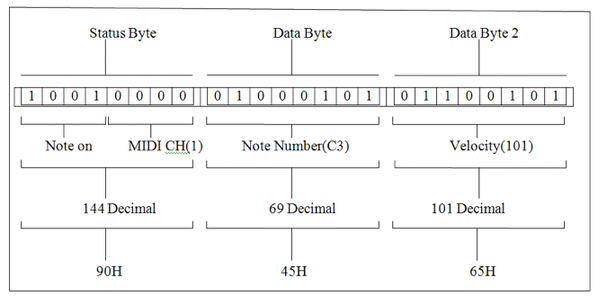 Status Byte Data Byte Data Byte 2
1 0 0 1 0 0 0 0 0 1 0 0 0 1 0 1 0 1 1 0 0 1 0 1
Note on MIDI CH(1) Note Number(C3) Velocity(101)
144 Decimal 69 Decimal 101 Decimal
90H 45H 65H